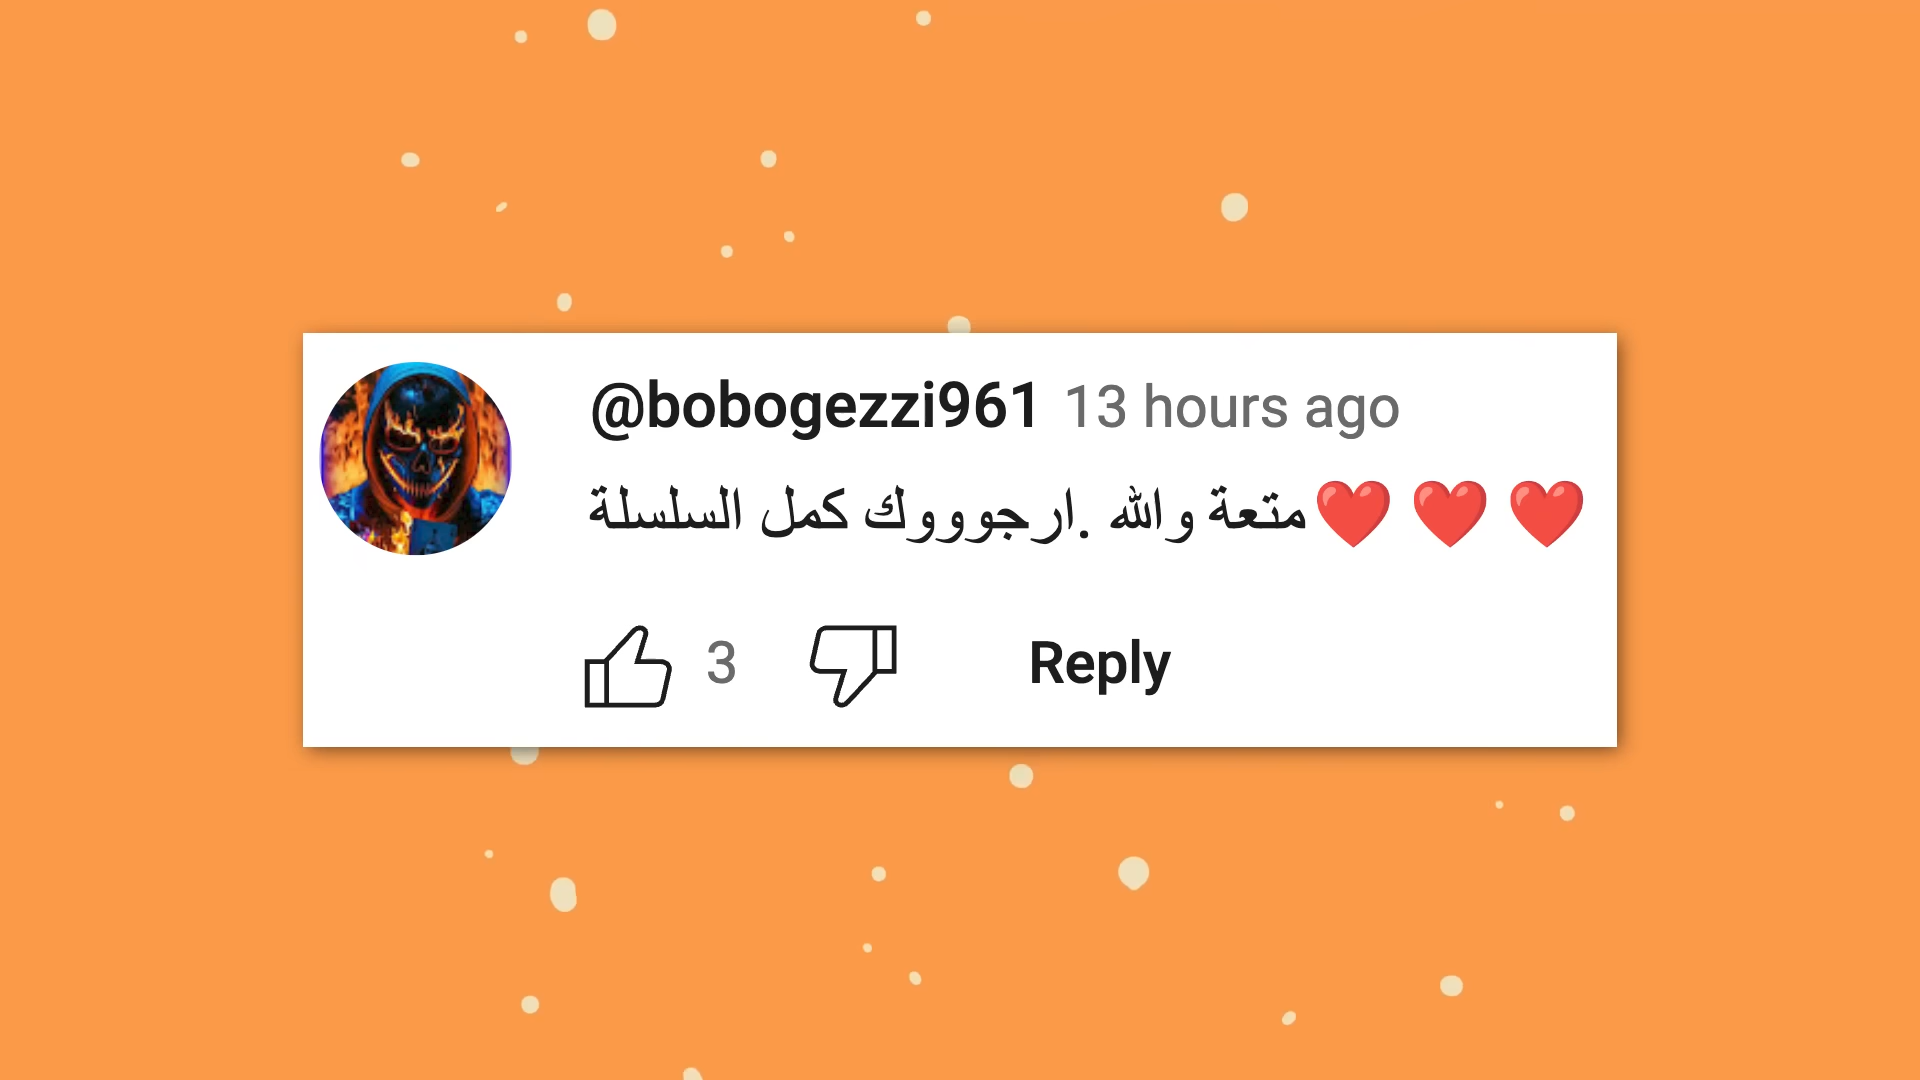 @bobogezzi961 13 hours ago
متعة والله .ارجوووك كمل السلسلة❤️ ❤️ ❤️
3 Reply